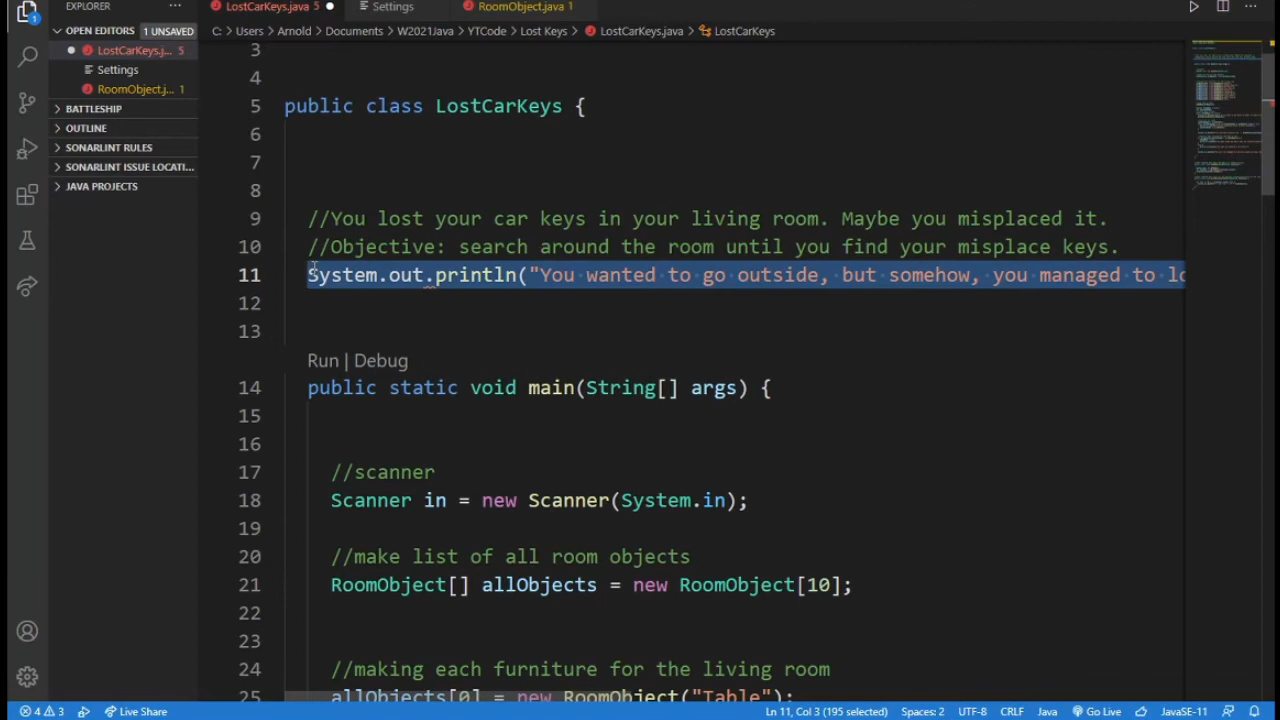 EXPLORER
LostCarKeys.java 5
Settings
RoomObject.java 1
OPEN EDITORS 1 UNSAVED
C: > Users > Arnold > Documents > W2021Java > YTCode > Lost Keys > LostCarKeys.java > LostCarKeys
LostCarKeys.j... 5
Settings
RoomObject.j... 1
BATTLESHIP
OUTLINE
SONARLINT RULES
SONARLINT ISSUE LOCATI...
JAVA PROJECTS
1
3
4
5 public class LostCarKeys {
6
7
8
9 //You lost your car keys in your living room. Maybe you misplaced it.
10 //Objective: search around the room until you find your misplace keys.
11 System.out.println("You wanted to go outside, but somehow, you managed to lo
12
13
Run | Debug
14 public static void main(String[] args) {
15
16
17 //scanner
18 Scanner in = new Scanner(System.in);
19
20 //make list of all room objects
21 RoomObject[] allObjects = new RoomObject[10];
22
23
24 //making each furniture for the living room
25 allObjects[0] = new RoomObject("Table");
4 3 Live Share Ln 11, Col 3 (195 selected) Spaces: 2 UTF-8 CRLF Java Go Live JavaSE-11